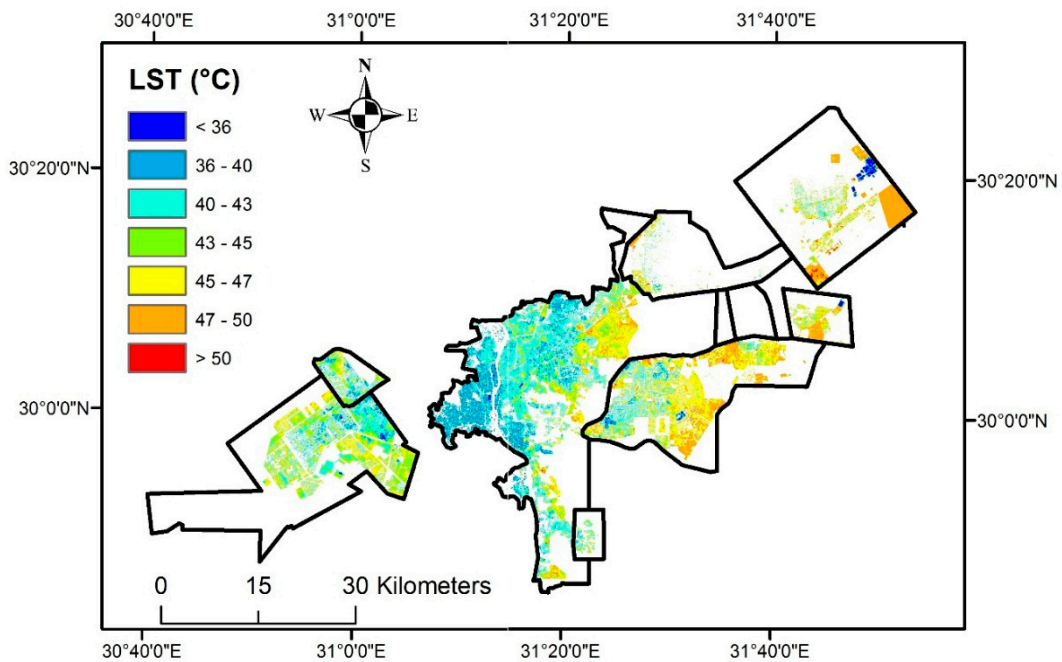 30°40'0"E 31°0'0"E 31°20'0"E 31°40'0"E
LST (°C)
N
W E
S
< 36
36 - 40
40 - 43
43 - 45
45 - 47
47 - 50
> 50
30°20'0"N 30°20'0"N
30°0'0"N 30°0'0"N
0 15 30 Kilometers
30°40'0"E 31°0'0"E 31°20'0"E 31°40'0"E